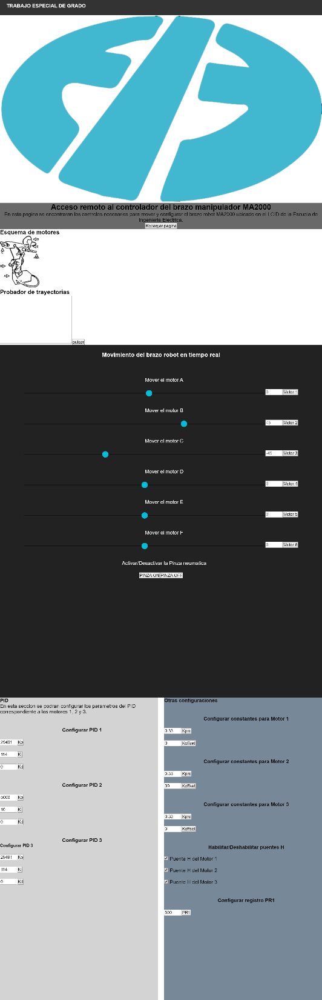 TRABAJO ESPECIAL DE GRADO
Acceso remoto al controlador del brazo manipulador MA2000
En esta pagina se encontraran los controles necesarios para mover y configurar el brazo robot MA2000 ubicado en el LCID de la Escuela de
Ingenieria Electrica.
Recargar pagina
Esquema de motores
D
E
C
B
A
Probador de trayectorias
pulsar
Movimiento del brazo robot en tiempo real
Mover el motor A
0 Motor 1
Mover el motor B
45 Motor 2
Mover el motor C
-45 Motor 3
Mover el motor D
0 Motor 4
Mover el motor E
0 Motor 5
Mover el motor F
0 Motor 6
Activar/Desactivar la Pinza neumatica
PINZA ON PINZA OFF
PID
En esta seccion se podran configurar los parametros del PID
correspondiente a los motores 1, 2 y 3.
Configurar PID 1
29491 Kp
114 Ki
0 Kd
Configurar PID 2
5000 Kp
10 Ki
0 Kd
Configurar PID 3
Configurar PID 3
29491 Kp
114 Ki
0 Kd
Otras configuraciones
Configurar constantes para Motor 1
0.33 Kprc
0 Koffset
Configurar constantes para Motor 2
0.33 Kprc
39 Koffset
Configurar constantes para Motor 3
0.33 Kprc
0 Koffset
Habilitar/Deshabilitar puentes H
Puente H del Motor 1
Puente H del Motor 2
Puente H del Motor 3
Configurar registro PR1
500 PR1